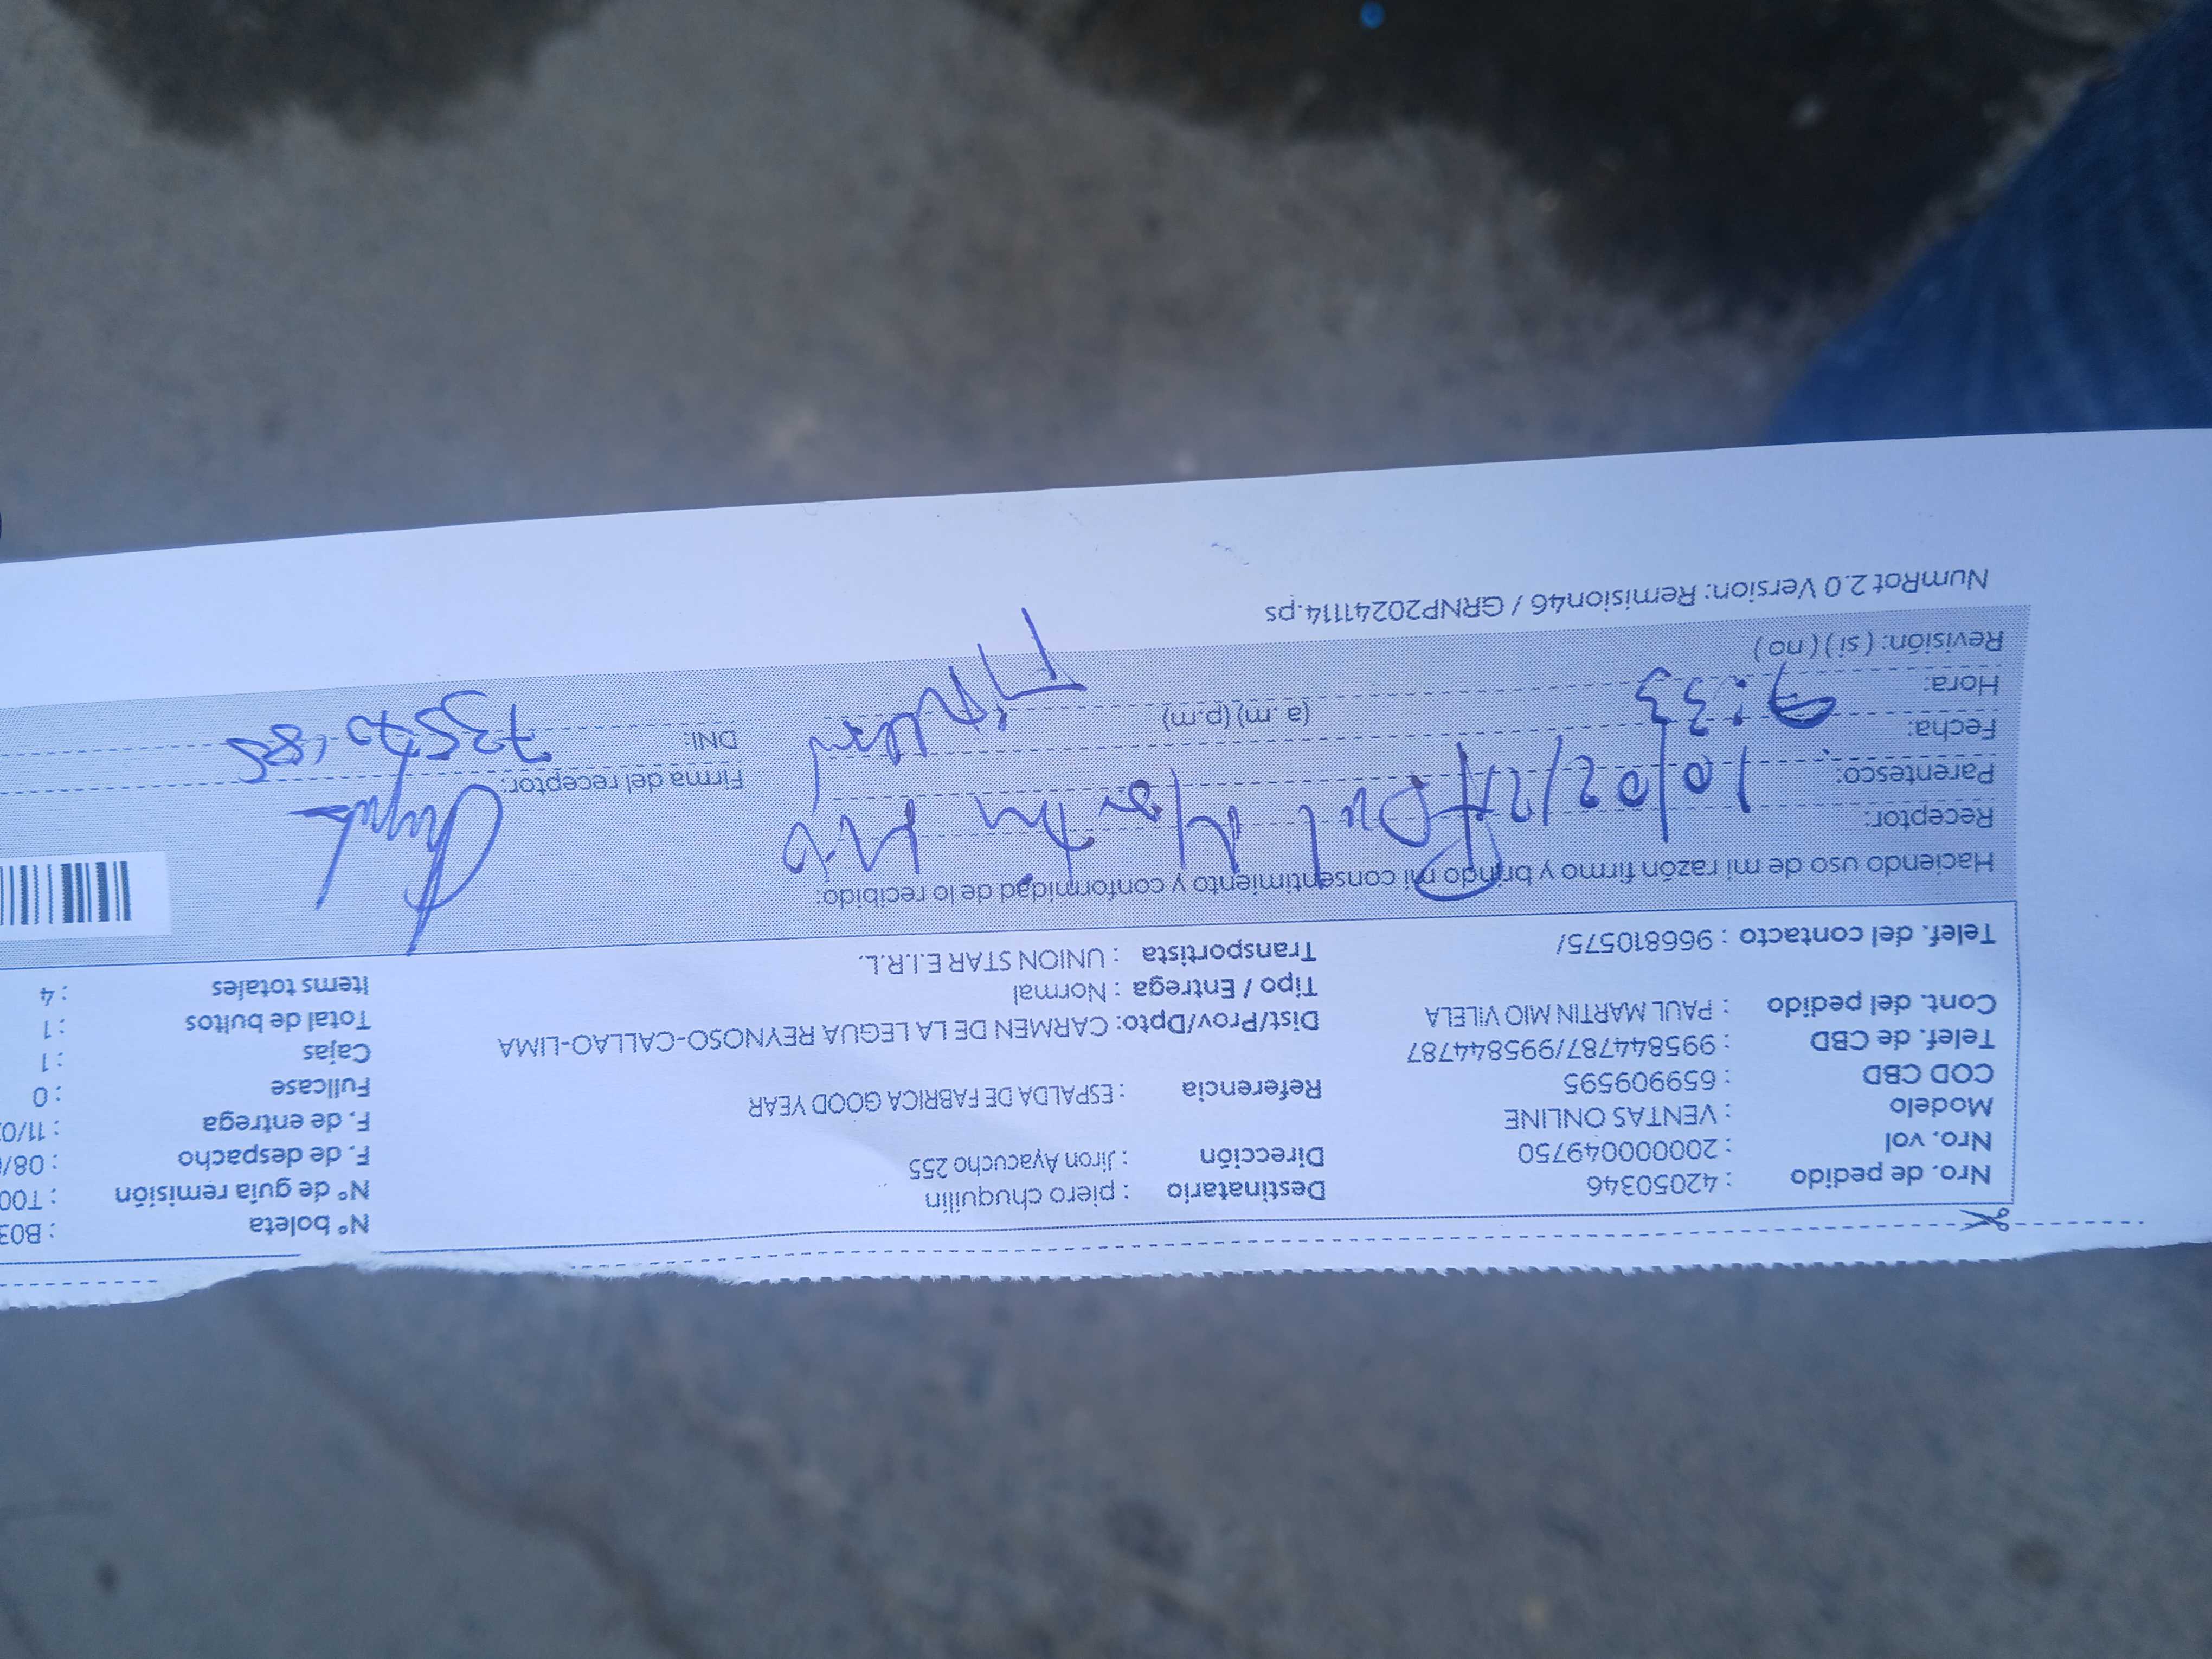 Nro. de pedido : 42050346 Destinatario : piero chuquilin Nº boleta : B03
Nro. vol : 200000049750 Dirección : Jiron Ayacucho 255 Nº de guía remisión : T00
Modelo : VENTAS ONLINE F. de despacho : 08/
COD CBD : 659909595 Referencia : ESPALDA DE FABRICA GOOD YEAR F. de entrega : 11/0
Telef. de CBD : 995844787/995844787 Fullcase : 0
Cont. del pedido : PAUL MARTIN MIO VILELA Dist/Prov/Dpto: CARMEN DE LA LEGUA REYNOSO-CALLAO-LIMA Cajas : 1
Tipo / Entrega : Normal Total de bultos : 1
Telef. del contacto : 966810575/ Transportista : UNION STAR E.I.R.L. Items totales : 4
Haciendo uso de mi razón firmo y brindo mi consentimiento y conformidad de lo recibido:
Receptor: Paul
Parentesco: Firma del receptor:
Fecha: 10/02/25 DNI:
Hora: 9:33 (a.m) (p.m) Titular
Revisión: ( si ) ( no )
NumRot 2.0 Version: Remision46 / GRNP20241114.ps